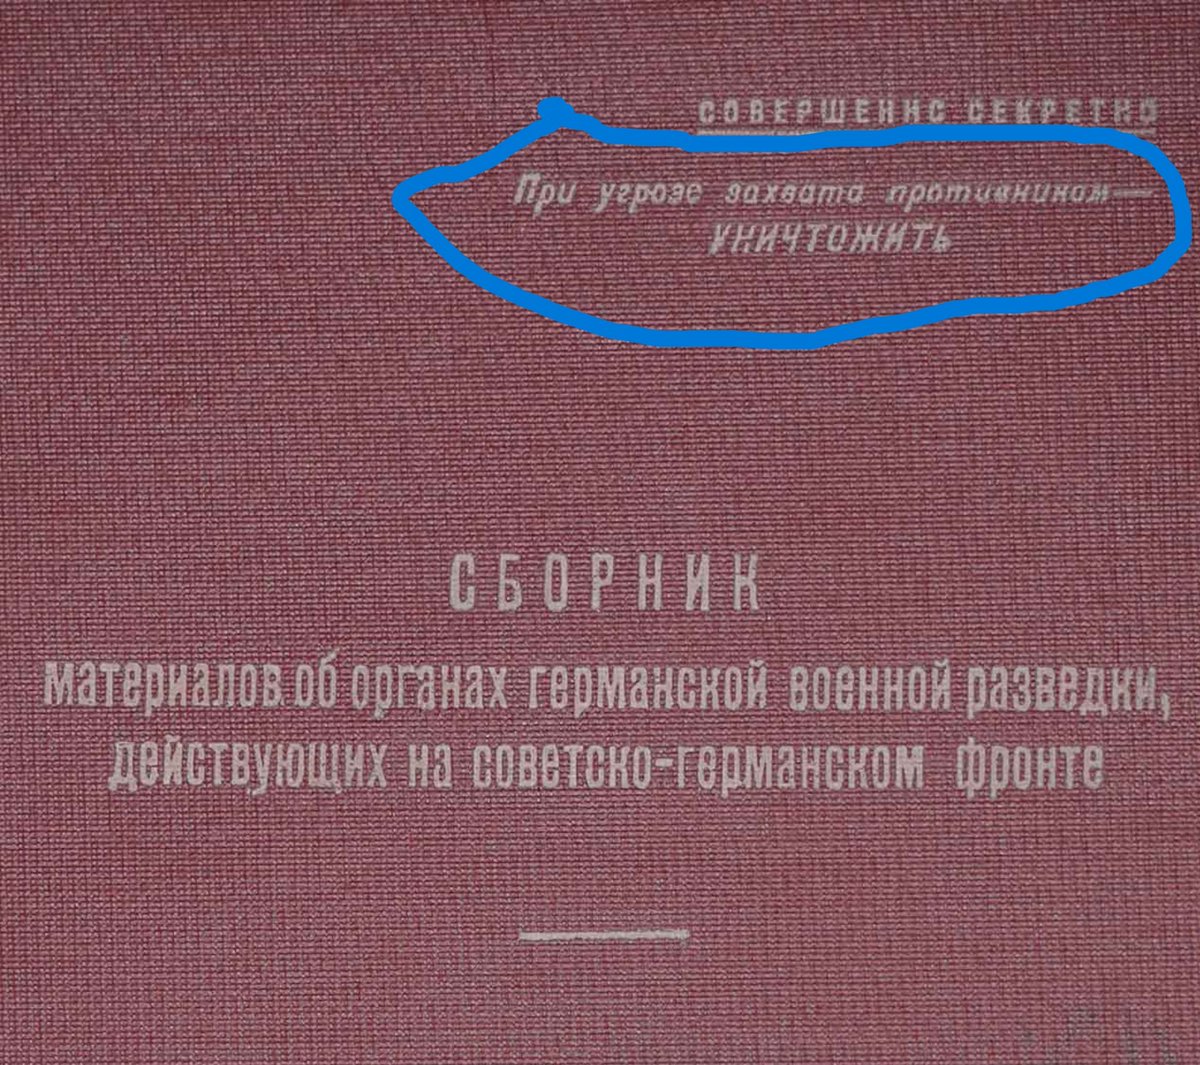 СОВЕРШЕННО СЕКРЕТНО
При угрозе захвата противником—
УНИЧТОЖИТЬ
СБОРНИК
материалов об органах германской военной разведки,
действующих на советско-германском фронте